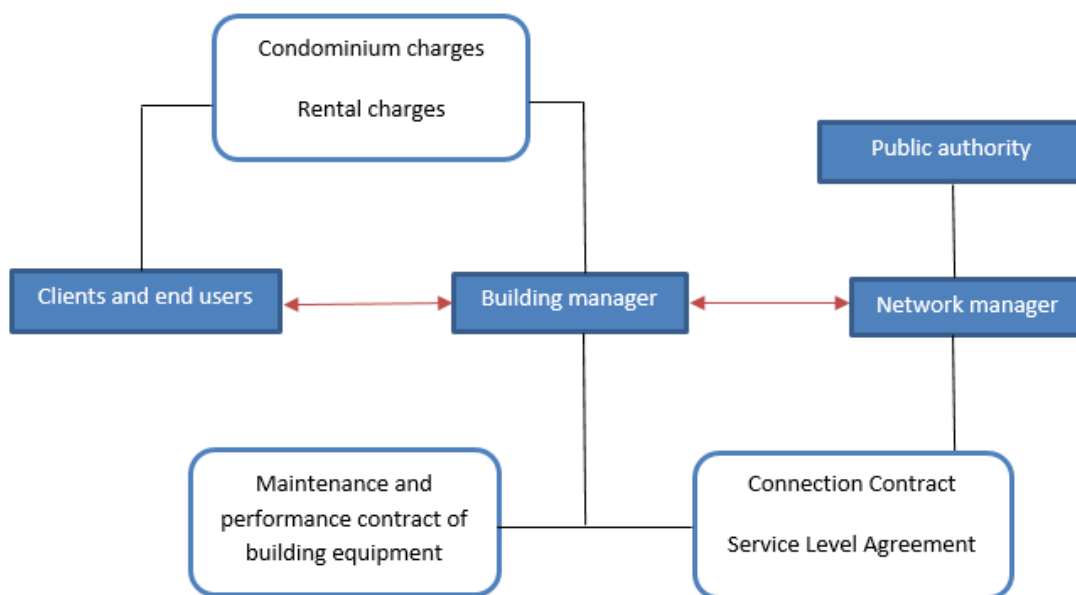 Condominium charges
Rental charges
Public authority
Clients and end users
Building manager
Network manager
Maintenance and
performance contract of
building equipment
Connection Contract
Service Level Agreement